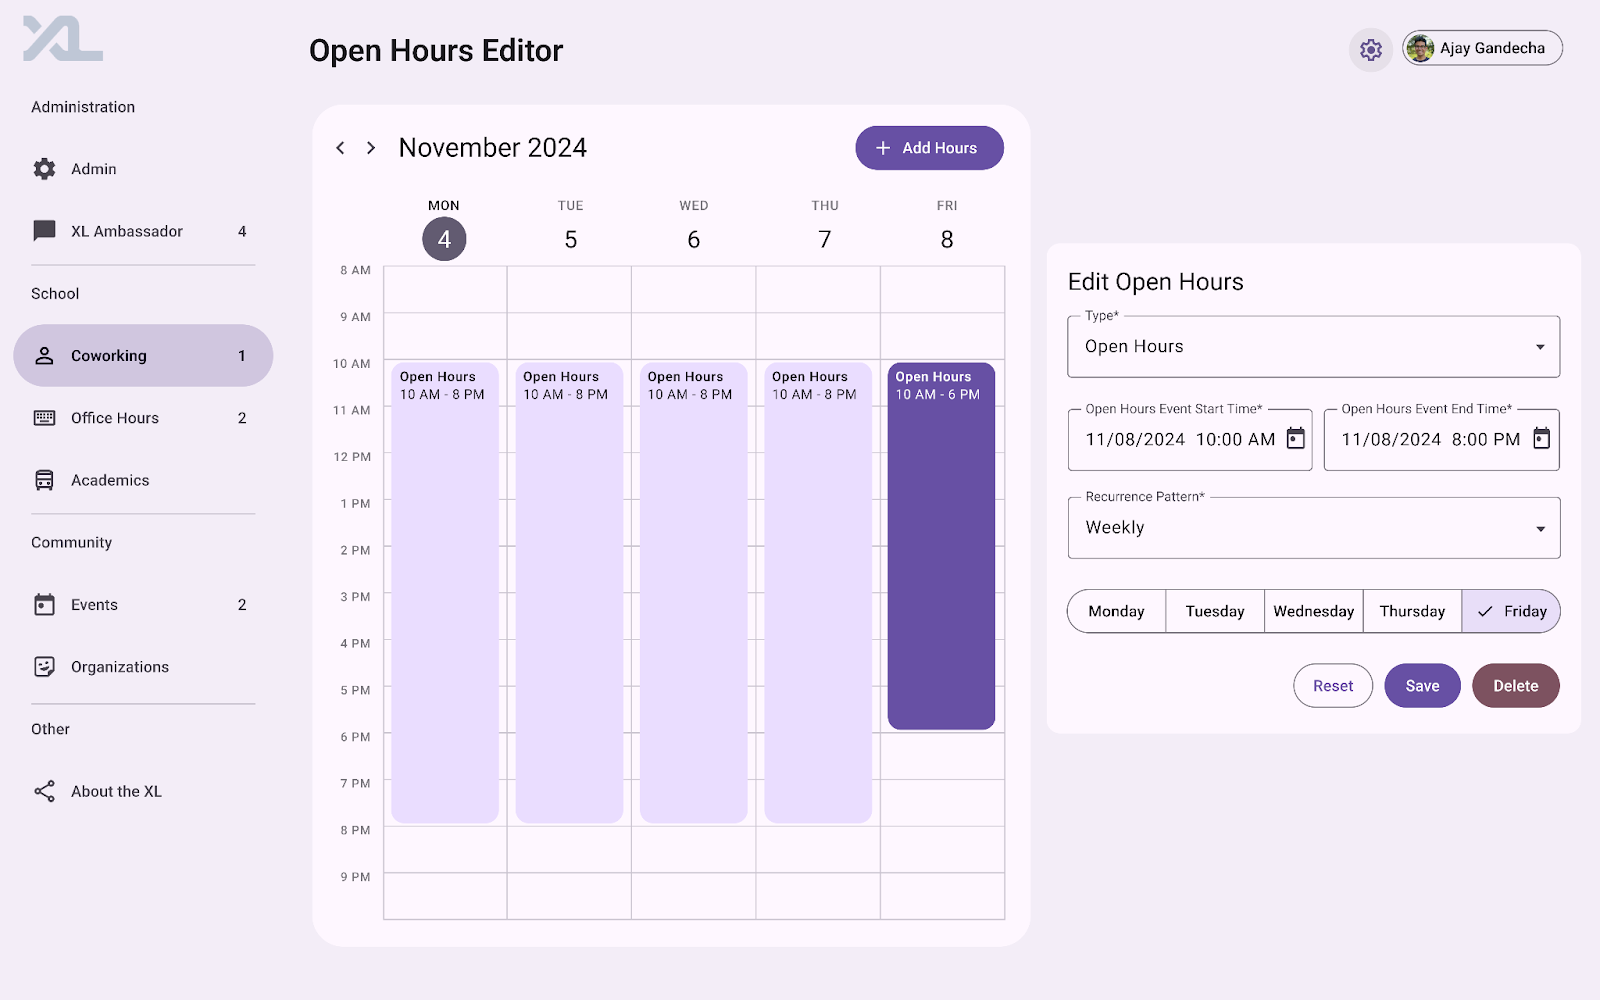 XL
Administration
Admin
XL Ambassador 4
School
Coworking 1
Office Hours 2
Academics
Community
Events 2
Organizations
Other
About the XL
Open Hours Editor
Ajay Gandecha
November 2024
Add Hours
MON TUE WED THU FRI
4 5 6 7 8
8 AM
9 AM
10 AM
11 AM
12 PM
1 PM
2 PM
3 PM
4 PM
5 PM
6 PM
7 PM
8 PM
9 PM
Open Hours
10 AM - 8 PM
Open Hours
10 AM - 8 PM
Open Hours
10 AM - 8 PM
Open Hours
10 AM - 8 PM
Open Hours
10 AM - 6 PM
Edit Open Hours
Type*
Open Hours
Open Hours Event Start Time*
11/08/2024 10:00 AM
Open Hours Event End Time*
11/08/2024 8:00 PM
Recurrence Pattern*
Weekly
Monday Tuesday Wednesday Thursday Friday
Reset Save Delete